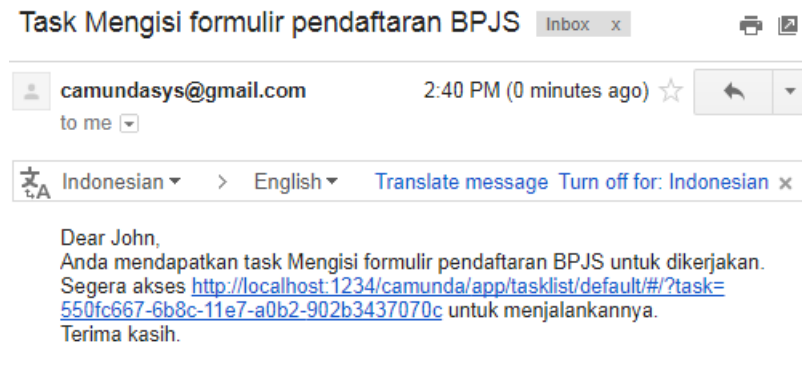 Task Mengisi formulir pendaftaran BPJS Inbox x
camundasys@gmail.com 2:40 PM (0 minutes ago)
to me
Indonesian > English Translate message Turn off for: Indonesian x
Dear John,
Anda mendapatkan task Mengisi formulir pendaftaran BPJS untuk dikerjakan.
Segera akses http://localhost:1234/camunda/app/tasklist/default/#/?task=
550fc667-6b8c-11e7-a0b2-902b3437070c untuk menjalankannya.
Terima kasih.